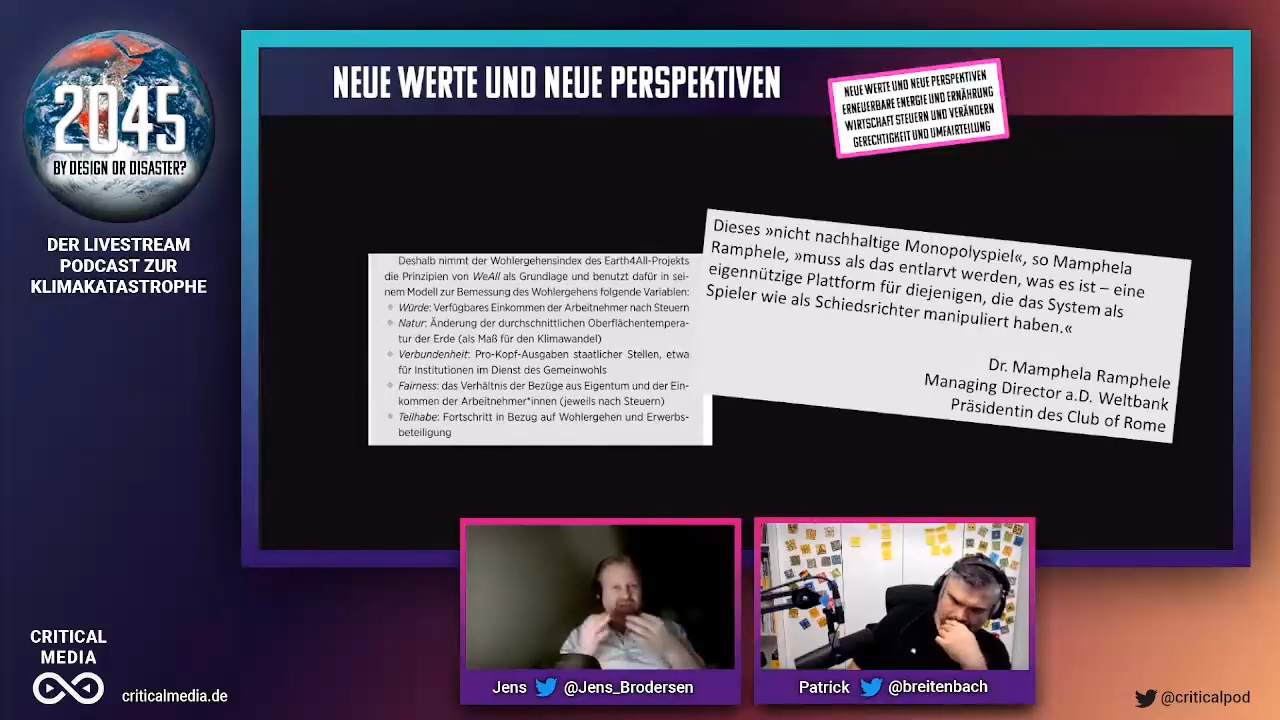 2045
BY DESIGN OR DISASTER?
DER LIVESTREAM
PODCAST ZUR
KLIMAKATASTROPHE
NEUE WERTE UND NEUE PERSPEKTIVEN
NEUE WERTE UND NEUE PERSPEKTIVEN
ERNEUERBARE ENERGIE UND ERNÄHRUNG
WIRTSCHAFT STEUERN UND VERÄNDERN
GERECHTIGKEIT UND UMFAIRTEILUNG
Deshalb nimmt der Wohlergehensindex des Earth4All-Projekts
die Prinzipien von WeAll als Grundlage und benutzt dafür in sei-
nem Modell zur Bemessung des Wohlergehens folgende Variablen:
Würde: Verfügbares Einkommen der Arbeitnehmer nach Steuern
Natur: Änderung der durchschnittlichen Oberflächentempera-
tur der Erde (als Maß für den Klimawandel)
Verbundenheit: Pro-Kopf-Ausgaben staatlicher Stellen, etwa
für Institutionen im Dienst des Gemeinwohls
Fairness: das Verhältnis der Bezüge aus Eigentum und der Ein-
kommen der Arbeitnehmer*innen (jeweils nach Steuern)
Teilhabe: Fortschritt in Bezug auf Wohlergehen und Erwerbs-
beteiligung
Dieses »nicht nachhaltige Monopolyspiel«, so Mamphela
Ramphele, »muss als das entlarvt werden, was es ist – eine
eigennützige Plattform für diejenigen, die das System als
Spieler wie als Schiedsrichter manipuliert haben.«
Dr. Mamphela Ramphele
Managing Director a.D. Weltbank
Präsidentin des Club of Rome
Jens @Jens_Brodersen
Patrick @breitenbach
CRITICAL
MEDIA
criticalmedia.de
@criticalpod